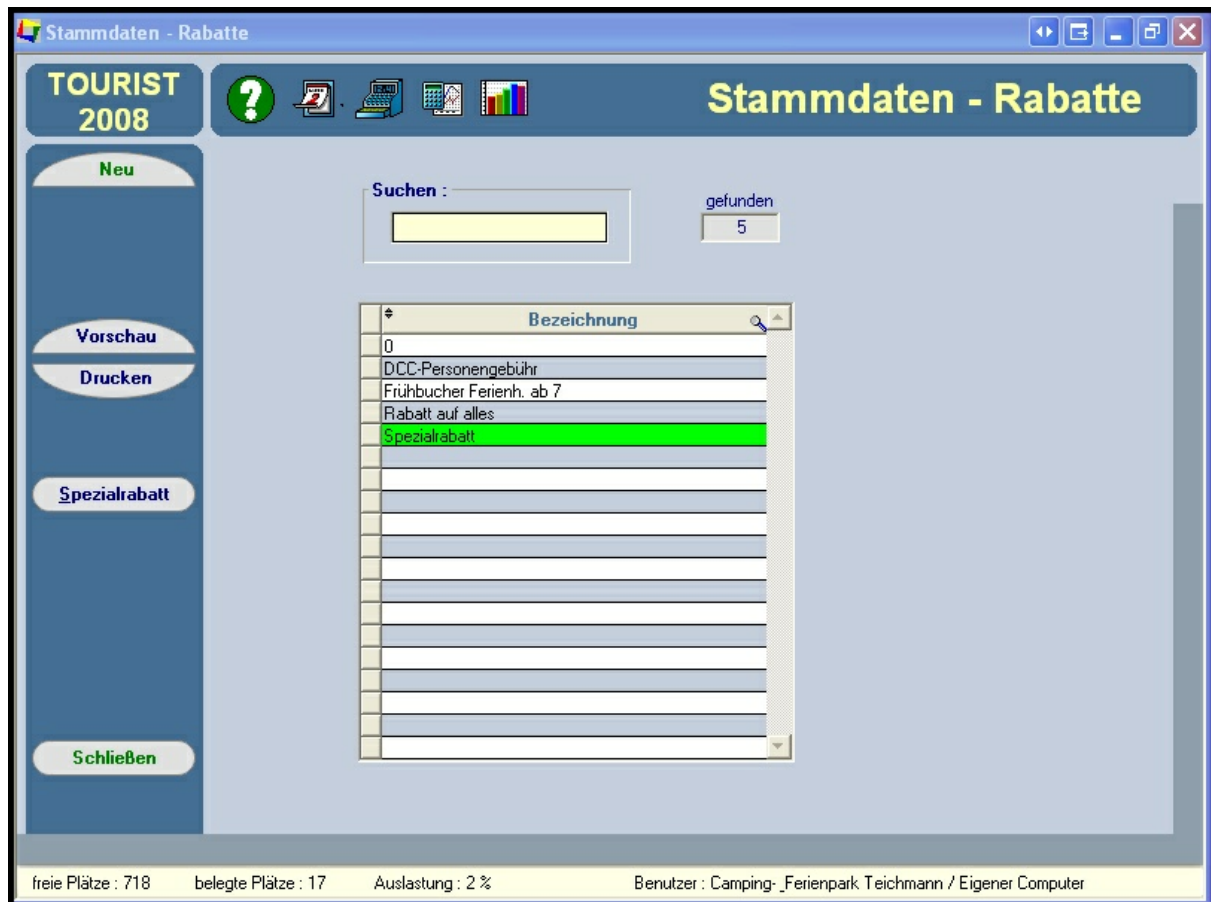 Stammdaten - Rabatte
TOURIST
2008
Stammdaten - Rabatte
Neu
Suchen :
gefunden
5
Bezeichnung
0
DCC-Personengebühr
Frühbucher Ferienh. ab 7
Rabatt auf alles
Spezialrabatt
Vorschau
Drucken
Spezialrabatt
Schließen
freie Plätze : 718 belegte Plätze : 17 Auslastung : 2 % Benutzer : Camping-_Ferienpark Teichmann / Eigener Computer